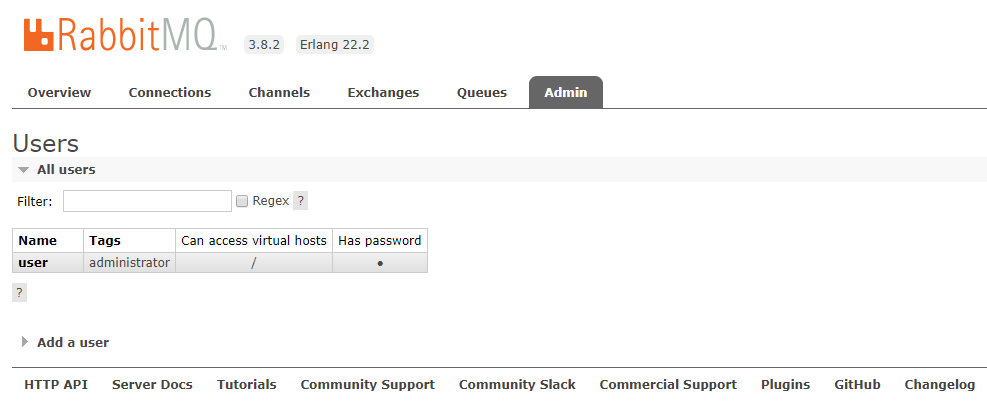 RabbitMQ TM 3.8.2 Erlang 22.2
Overview Connections Channels Exchanges Queues Admin
Users
All users
Filter: Regex ?
Name Tags Can access virtual hosts Has password
user administrator / •
?
Add a user
HTTP API Server Docs Tutorials Community Support Community Slack Commercial Support Plugins GitHub Changelog